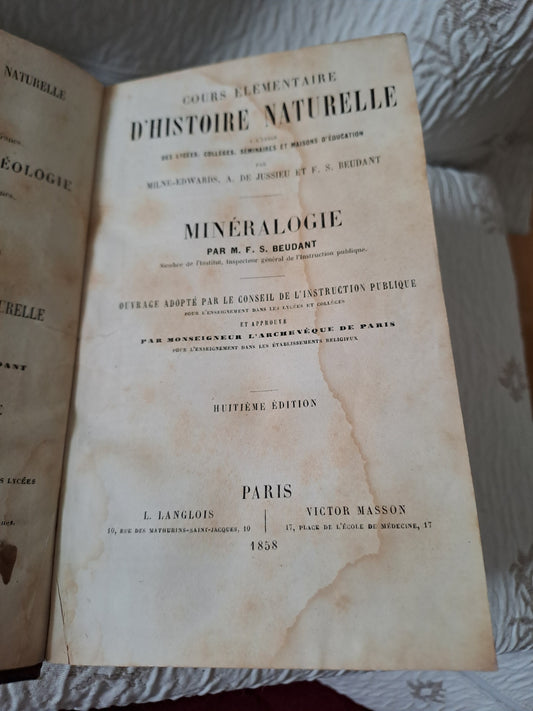 NATURELLE
ÉOLOGIE
URELLE
DANT
S LYCÉES
COURS ÉLÉMENTAIRE
D'HISTOIRE NATURELLE
A L'USAGE
DES LYCÉES, COLLÉGES, SÉMINAIRES ET MAISONS D'ÉDUCATION
PAR
MILNE-EDWARDS, A. DE JUSSIEU ET F. S. BEUDANT
MINÉRALOGIE
PAR M. F. S. BEUDANT
Membre de l'Institut, Inspecteur général de l'Instruction publique.
OUVRAGE ADOPTÉ PAR LE CONSEIL DE L'INSTRUCTION PUBLIQUE
POUR L'ENSEIGNEMENT DANS LES LYCÉES ET COLLÉGES
ET APPROUVÉ
PAR MONSEIGNEUR L'ARCHEVÊQUE DE PARIS
POUR L'ENSEIGNEMENT DANS LES ÉTABLISSEMENTS RELIGIEUX
HUITIÈME ÉDITION
PARIS
L. LANGLOIS
10, RUE DES MATHURINS-SAINT-JACQUES, 10
VICTOR MASSON
17, PLACE DE L'ÉCOLE DE MÉDECINE, 17
1858